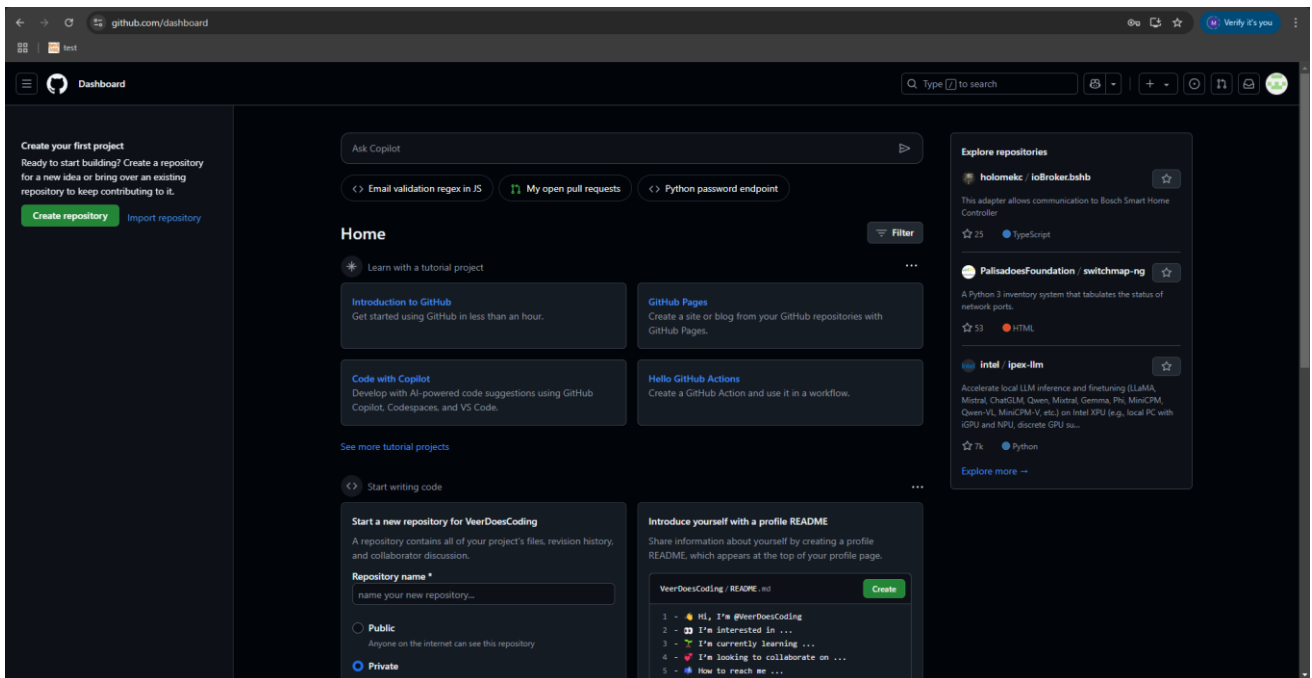 github.com/dashboard
M
Verify it's you
test
Dashboard
Type / to search
Create your first project
Ready to start building? Create a repository
for a new idea or bring over an existing
repository to keep contributing to it.
Create repository
Import repository
Ask Copilot
Email validation regex in JS
My open pull requests
Python password endpoint
Home
Filter
Learn with a tutorial project
Introduction to GitHub
Get started using GitHub in less than an hour.
GitHub Pages
Create a site or blog from your GitHub repositories with
GitHub Pages.
Code with Copilot
Develop with AI-powered code suggestions using GitHub
Copilot, Codespaces, and VS Code.
Hello GitHub Actions
Create a GitHub Action and use it in a workflow.
See more tutorial projects
Start writing code
Start a new repository for VeerDoesCoding
A repository contains all of your project's files, revision history,
and collaborator discussion.
Repository name *
name your new repository...
Public
Anyone on the internet can see this repository
Private
Introduce yourself with a profile README
Share information about yourself by creating a profile
README, which appears at the top of your profile page.
VeerDoesCoding / README.md
Create
1 - 👋 Hi, I'm @VeerDoesCoding
2 - 👀 I'm interested in ...
3 - 🌱 I'm currently learning ...
4 - 💞️ I'm looking to collaborate on ...
5 - 📫 How to reach me ...
Explore repositories
holomekc / ioBroker.bshb
This adapter allows communication to Bosch Smart Home
Controller
25 TypeScript
PalisadoesFoundation / switchmap-ng
A Python 3 inventory system that tabulates the status of
network ports.
53 HTML
intel / ipex-llm
Accelerate local LLM inference and finetuning (LLaMA,
Mistral, ChatGLM, Qwen, Mixtral, Gemma, Phi, MiniCPM,
Qwen-VL, MiniCPM-V, etc.) on Intel XPU (e.g., local PC with
iGPU and NPU, discrete GPU su...
7k Python
Explore more →